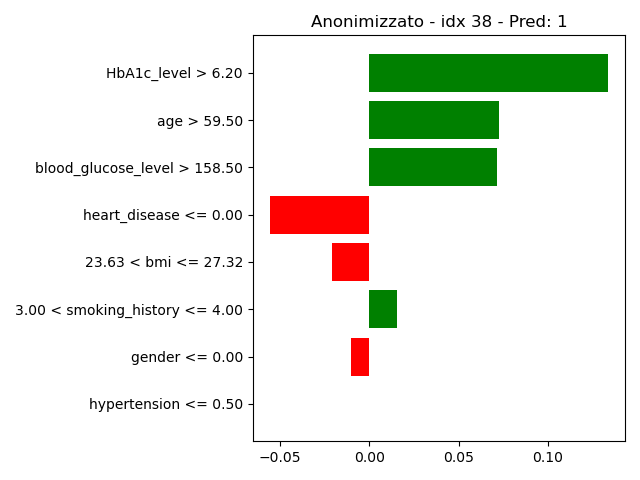 Anonimizzato - idx 38 - Pred: 1
HbA1c_level > 6.20
age > 59.50
blood_glucose_level > 158.50
heart_disease <= 0.00
23.63 < bmi <= 27.32
3.00 < smoking_history <= 4.00
gender <= 0.00
hypertension <= 0.50
−0.05 0.00 0.05 0.10